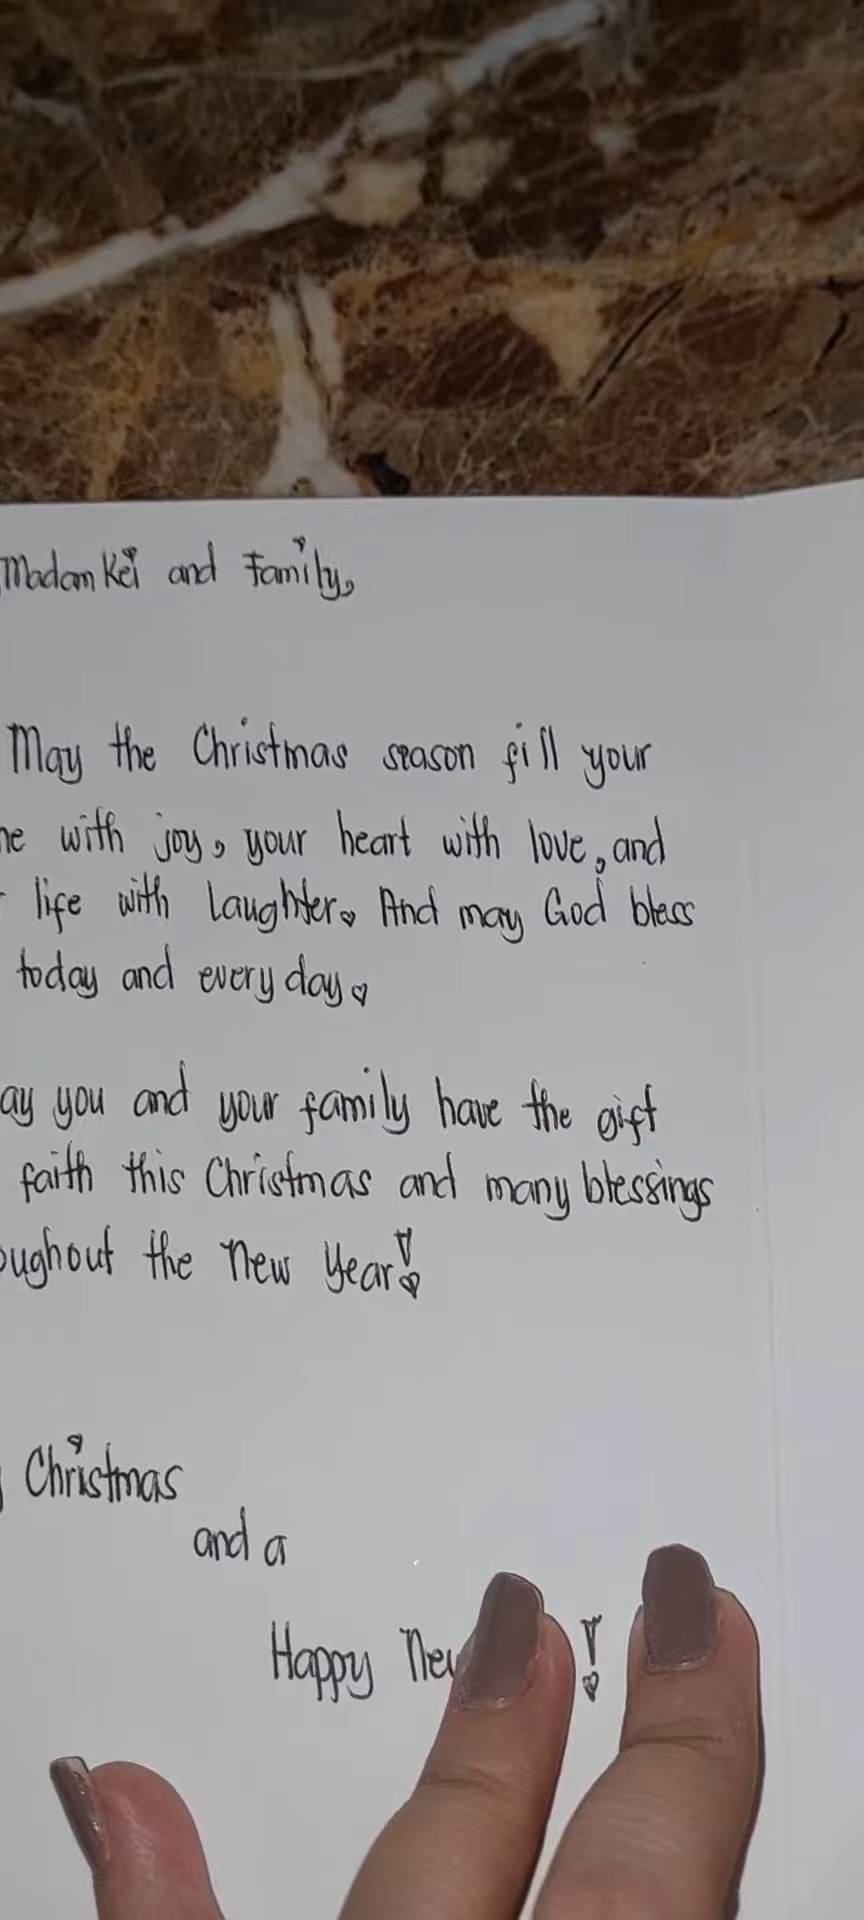 Madam Kei and Family,
May the Christmas season fill your
with joy, your heart with love, and
life with laughter. And may God bless
today and every day.
you and your family have the gift
faith this Christmas and many blessings
the New Year!
Christmas
and a
Happy !